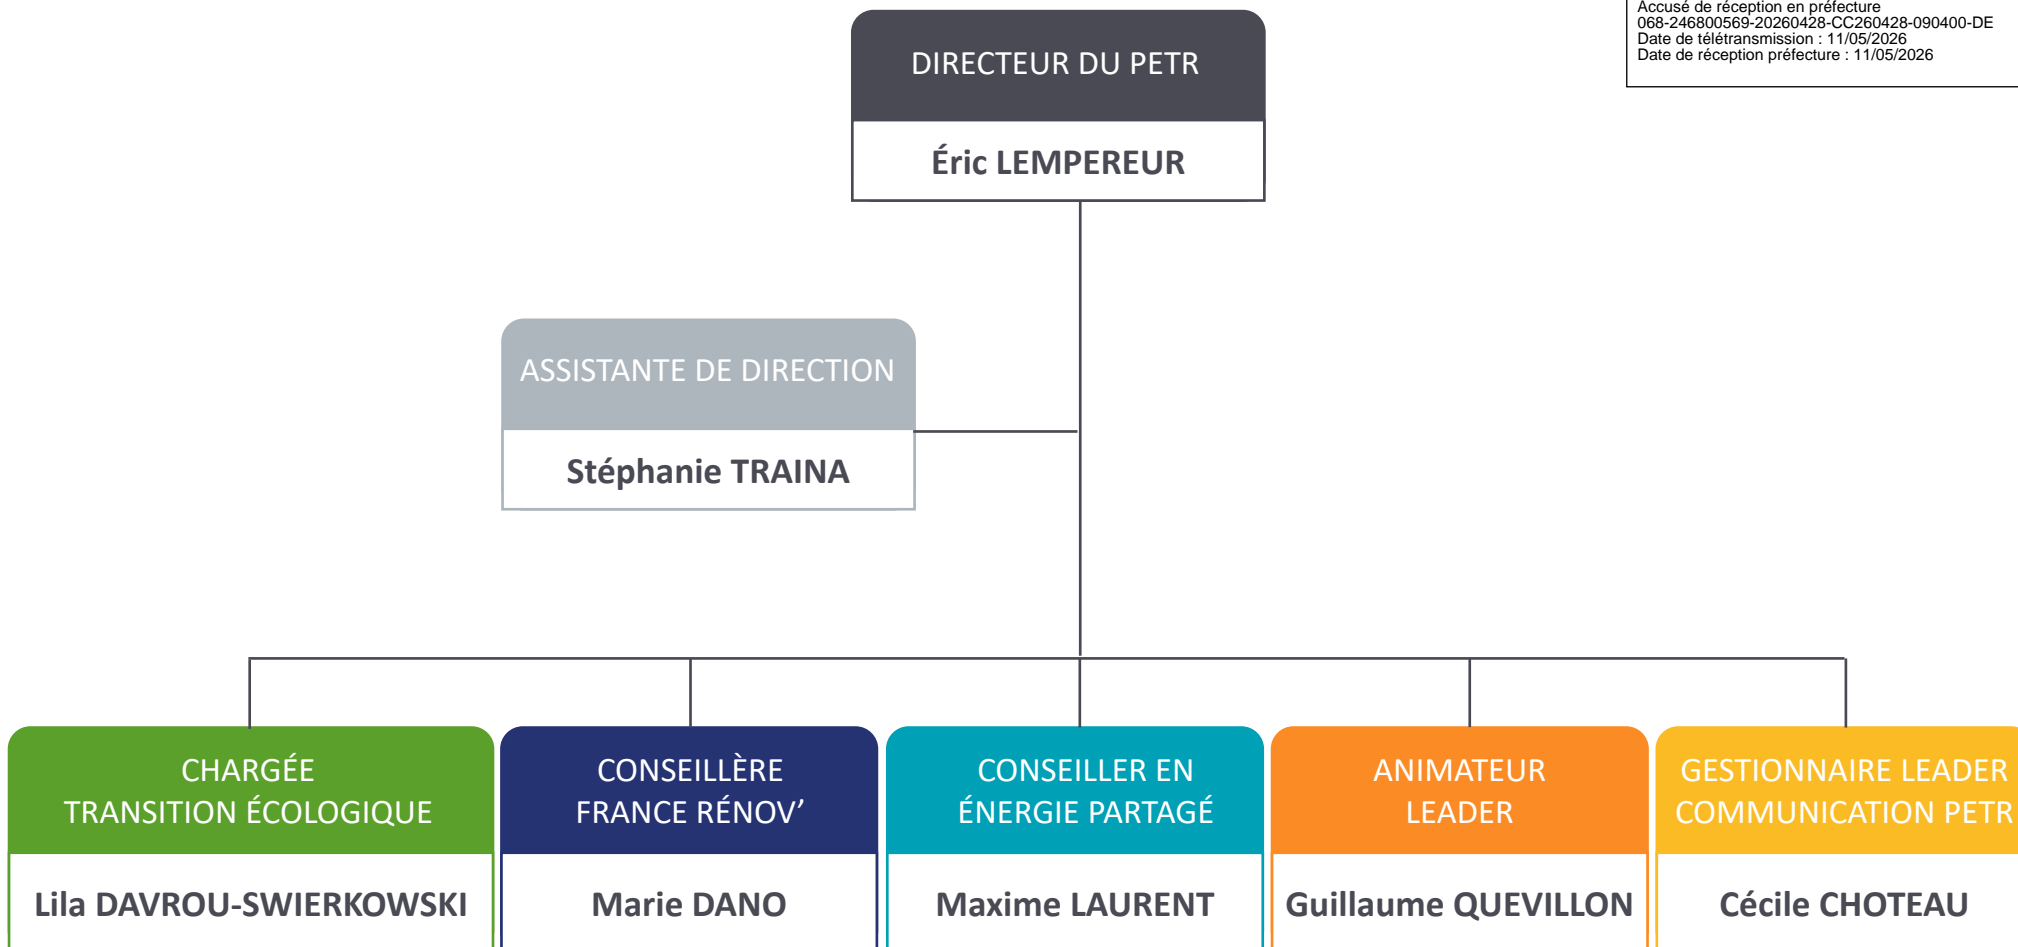 Accusé de réception en préfecture
068-246800569-20260428-CC260428-090400-DE
Date de télétransmission : 11/05/2026
Date de réception préfecture : 11/05/2026
DIRECTEUR DU PETR
Éric LEMPEREUR
ASSISTANTE DE DIRECTION
Stéphanie TRAINA
CHARGÉE
TRANSITION ÉCOLOGIQUE
Lila DAVROU-SWIERKOWSKI
CONSEILLÈRE
FRANCE RÉNOV’
Marie DANO
CONSEILLER EN
ÉNERGIE PARTAGÉ
Maxime LAURENT
ANIMATEUR
LEADER
Guillaume QUEVILLON
GESTIONNAIRE LEADER
COMMUNICATION PETR
Cécile CHOTEAU